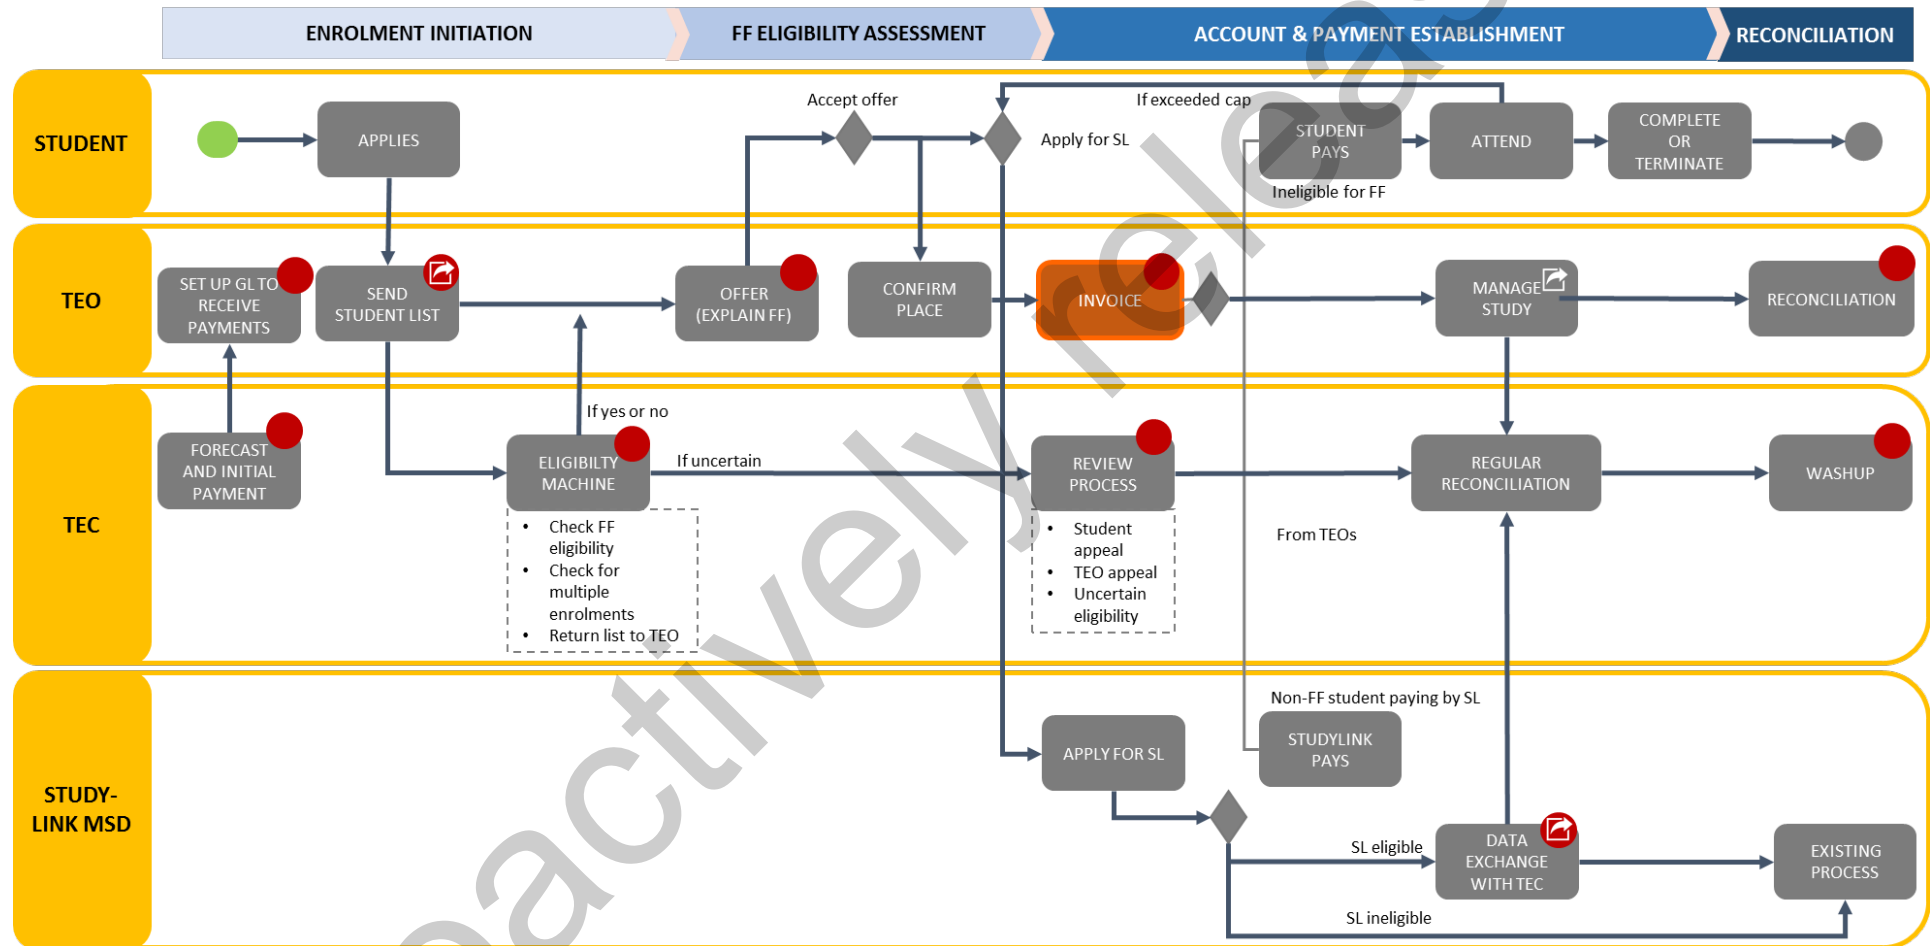 ENROLMENT INITIATION
FF ELIGIBILITY ASSESSMENT
ACCOUNT & PAYMENT ESTABLISHMENT
RECONCILIATION
STUDENT
APPLIES
Accept offer
Apply for SL
If exceeded cap
STUDENT
PAYS
Ineligible for FF
ATTEND
COMPLETE
OR
TERMINATE
TEO
SET UP GL TO
RECEIVE
PAYMENTS
SEND
STUDENT LIST
OFFER
(EXPLAIN FF)
CONFIRM
PLACE
INVOICE
MANAGE
STUDY
RECONCILIATION
TEC
FORECAST
AND INITIAL
PAYMENT
If yes or no
ELIGIBILTY
MACHINE
If uncertain
• Check FF
eligibility
• Check for
multiple
enrolments
• Return list to TEO
REVIEW
PROCESS
• Student
appeal
• TEO appeal
• Uncertain
eligibility
From TEOs
REGULAR
RECONCILIATION
WASHUP
STUDY-
LINK MSD
APPLY FOR SL
Non-FF student paying by SL
STUDYLINK
PAYS
SL eligible
SL ineligible
DATA
EXCHANGE
WITH TEC
EXISTING
PROCESS
oactively releas